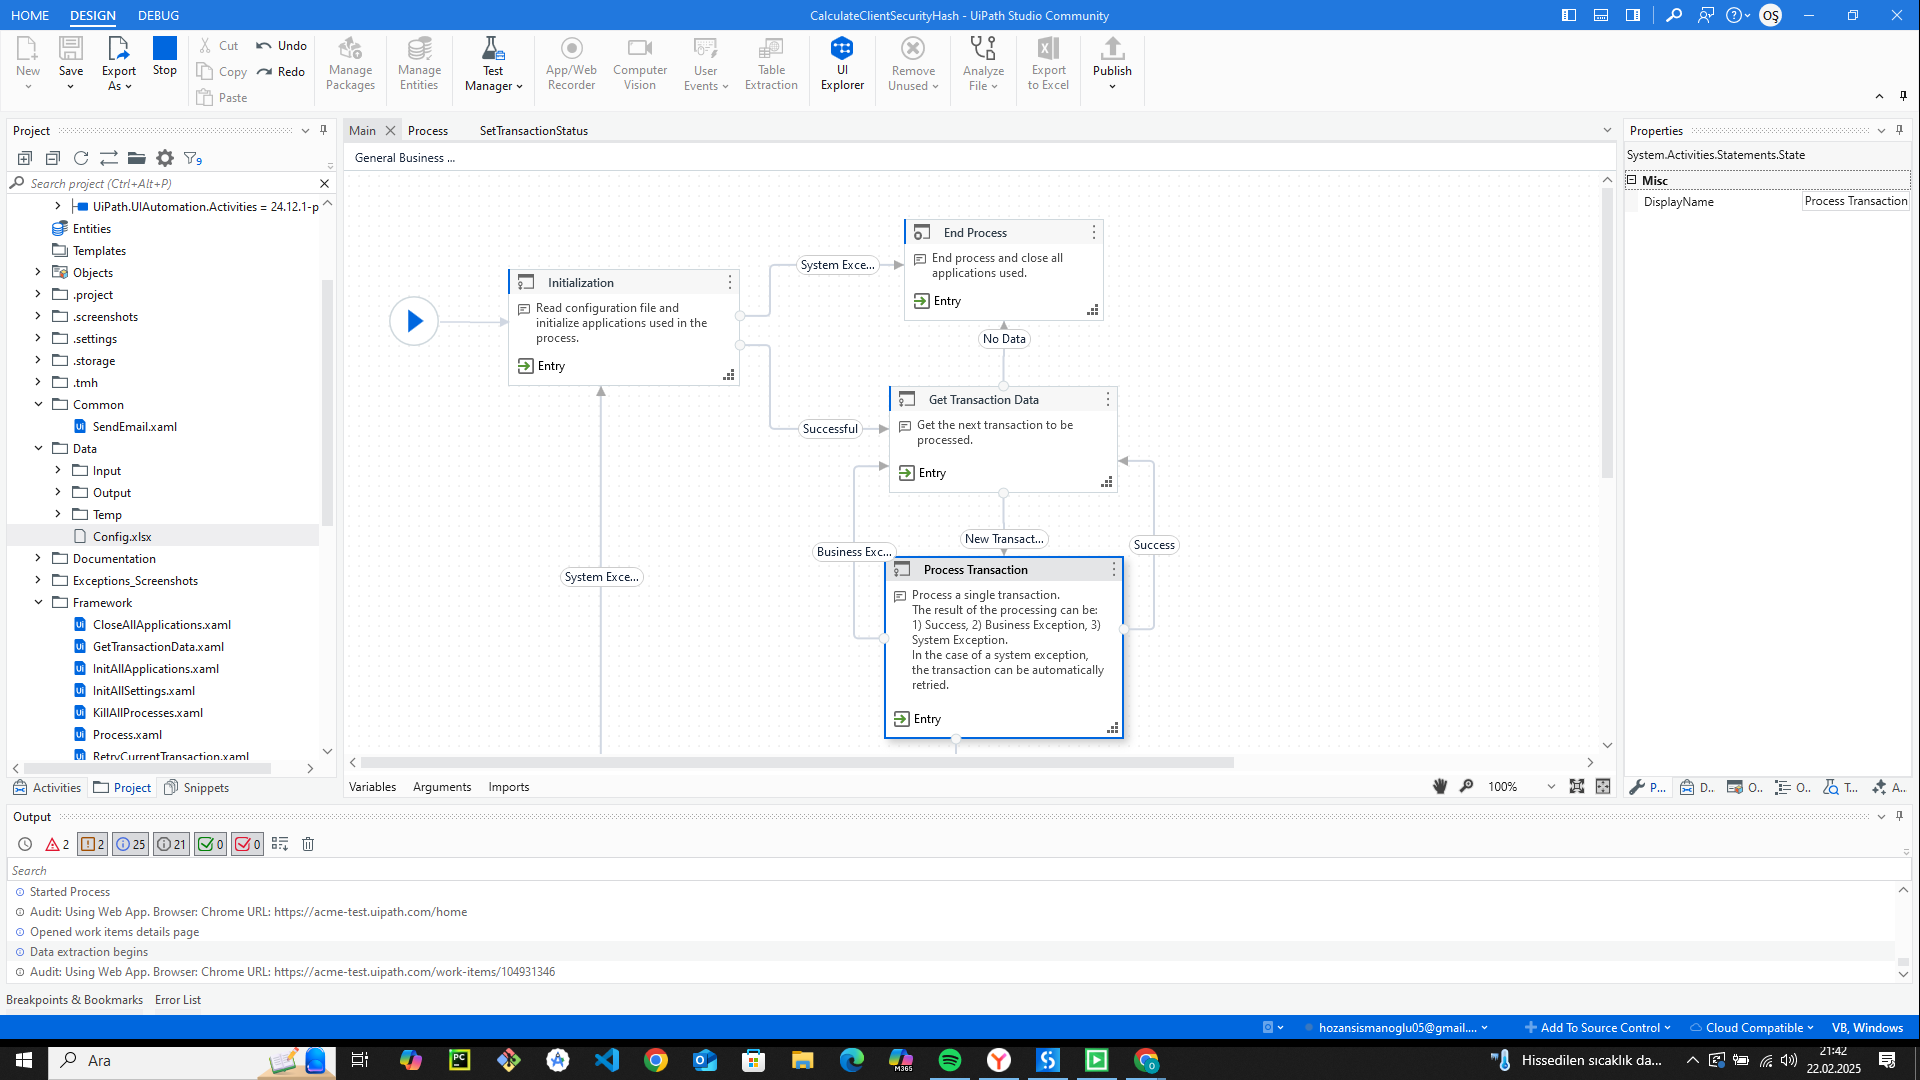 HOME DESIGN DEBUG
CalculateClientSecurityHash - UiPath Studio Community
OŞ
New
Save
Export As
Stop
Cut
Copy
Paste
Undo
Redo
Manage Packages
Manage Entities
Test Manager
App/Web Recorder
Computer Vision
User Events
Table Extraction
UI Explorer
Remove Unused
Analyze File
Export to Excel
Publish
Project
9
Search project (Ctrl+Alt+P)
UiPath.UIAutomation.Activities = 24.12.1-p
Entities
Templates
Objects
.project
.screenshots
.settings
.storage
.tmh
Common
SendEmail.xaml
Data
Input
Output
Temp
Config.xlsx
Documentation
Exceptions_Screenshots
Framework
CloseAllApplications.xaml
GetTransactionData.xaml
InitAllApplications.xaml
InitAllSettings.xaml
KillAllProcesses.xaml
Process.xaml
RetryCurrentTransaction.xaml
Activities Project Snippets
Main Process SetTransactionStatus
General Business ...
Initialization
Read configuration file and
initialize applications used in the
process.
Entry
System Exce...
End Process
End process and close all
applications used.
Entry
No Data
Successful
Get Transaction Data
Get the next transaction to be
processed.
Entry
New Transact...
Business Exc...
Success
System Exce...
Process Transaction
Process a single transaction.
The result of the processing can be:
1) Success, 2) Business Exception, 3)
System Exception.
In the case of a system exception,
the transaction can be automatically
retried.
Entry
Variables Arguments Imports
100%
Properties
System.Activities.Statements.State
Misc
DisplayName Process Transaction
P... D.. O.. O.. T... A..
Output
2 2 25 21 0 0
Search
Started Process
Audit: Using Web App. Browser: Chrome URL: https://acme-test.uipath.com/home
Opened work items details page
Data extraction begins
Audit: Using Web App. Browser: Chrome URL: https://acme-test.uipath.com/work-items/104931346
Breakpoints & Bookmarks Error List
hozansismanoglu05@gmail.... Add To Source Control Cloud Compatible VB, Windows
Ara
PC
M365
Hissedilen sıcaklık da...
21:42
22.02.2025